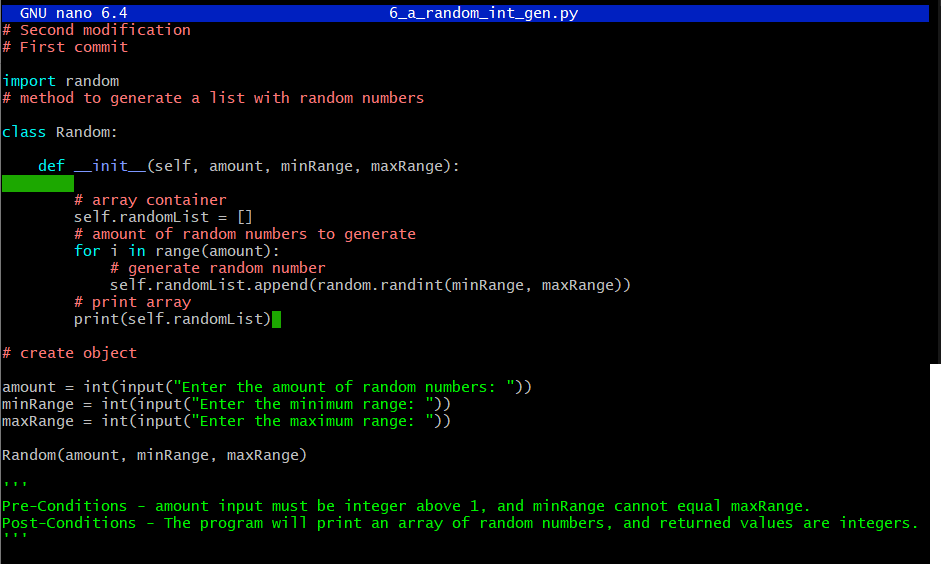 GNU nano 6.4 6_a_random_int_gen.py
# Second modification
# First commit
import random
# method to generate a list with random numbers
class Random:
    def __init__(self, amount, minRange, maxRange):
        # array container
        self.randomList = []
        # amount of random numbers to generate
        for i in range(amount):
            # generate random number
            self.randomList.append(random.randint(minRange, maxRange))
        # print array
        print(self.randomList)
# create object
amount = int(input("Enter the amount of random numbers: "))
minRange = int(input("Enter the minimum range: "))
maxRange = int(input("Enter the maximum range: "))
Random(amount, minRange, maxRange)
'''
Pre-Conditions - amount input must be integer above 1, and minRange cannot equal maxRange.
Post-Conditions - The program will print an array of random numbers, and returned values are integers.
'''